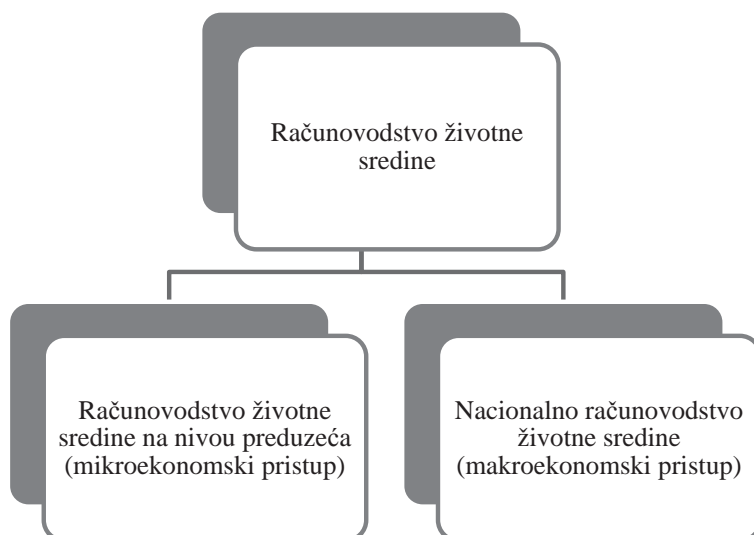 Računovodstvo životne
sredine
Računovodstvo životne
sredine na nivou preduzeća
(mikroekonomski pristup)
Nacionalno računovodstvo
životne sredine
(makroekonomski pristup)